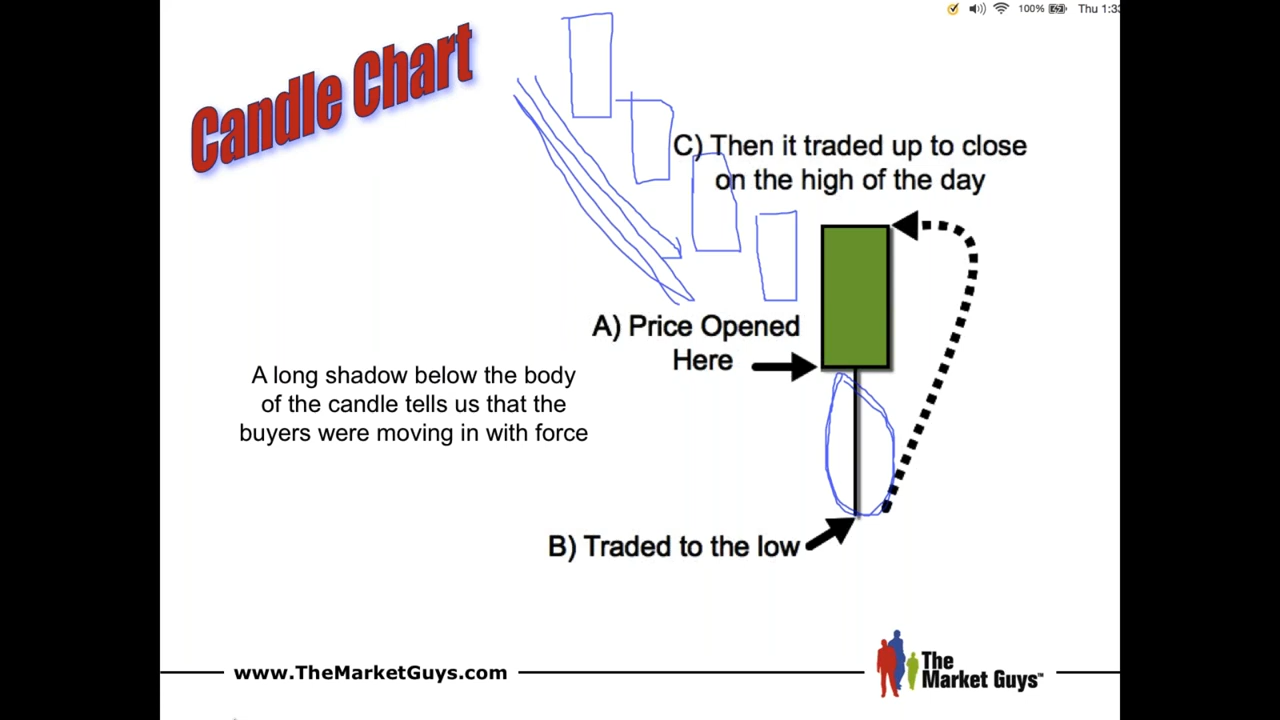 100% Thu 1:33
Candle Chart
C) Then it traded up to close
on the high of the day
A) Price Opened
Here
A long shadow below the body
of the candle tells us that the
buyers were moving in with force
B) Traded to the low
www.TheMarketGuys.com
The
Market Guys™